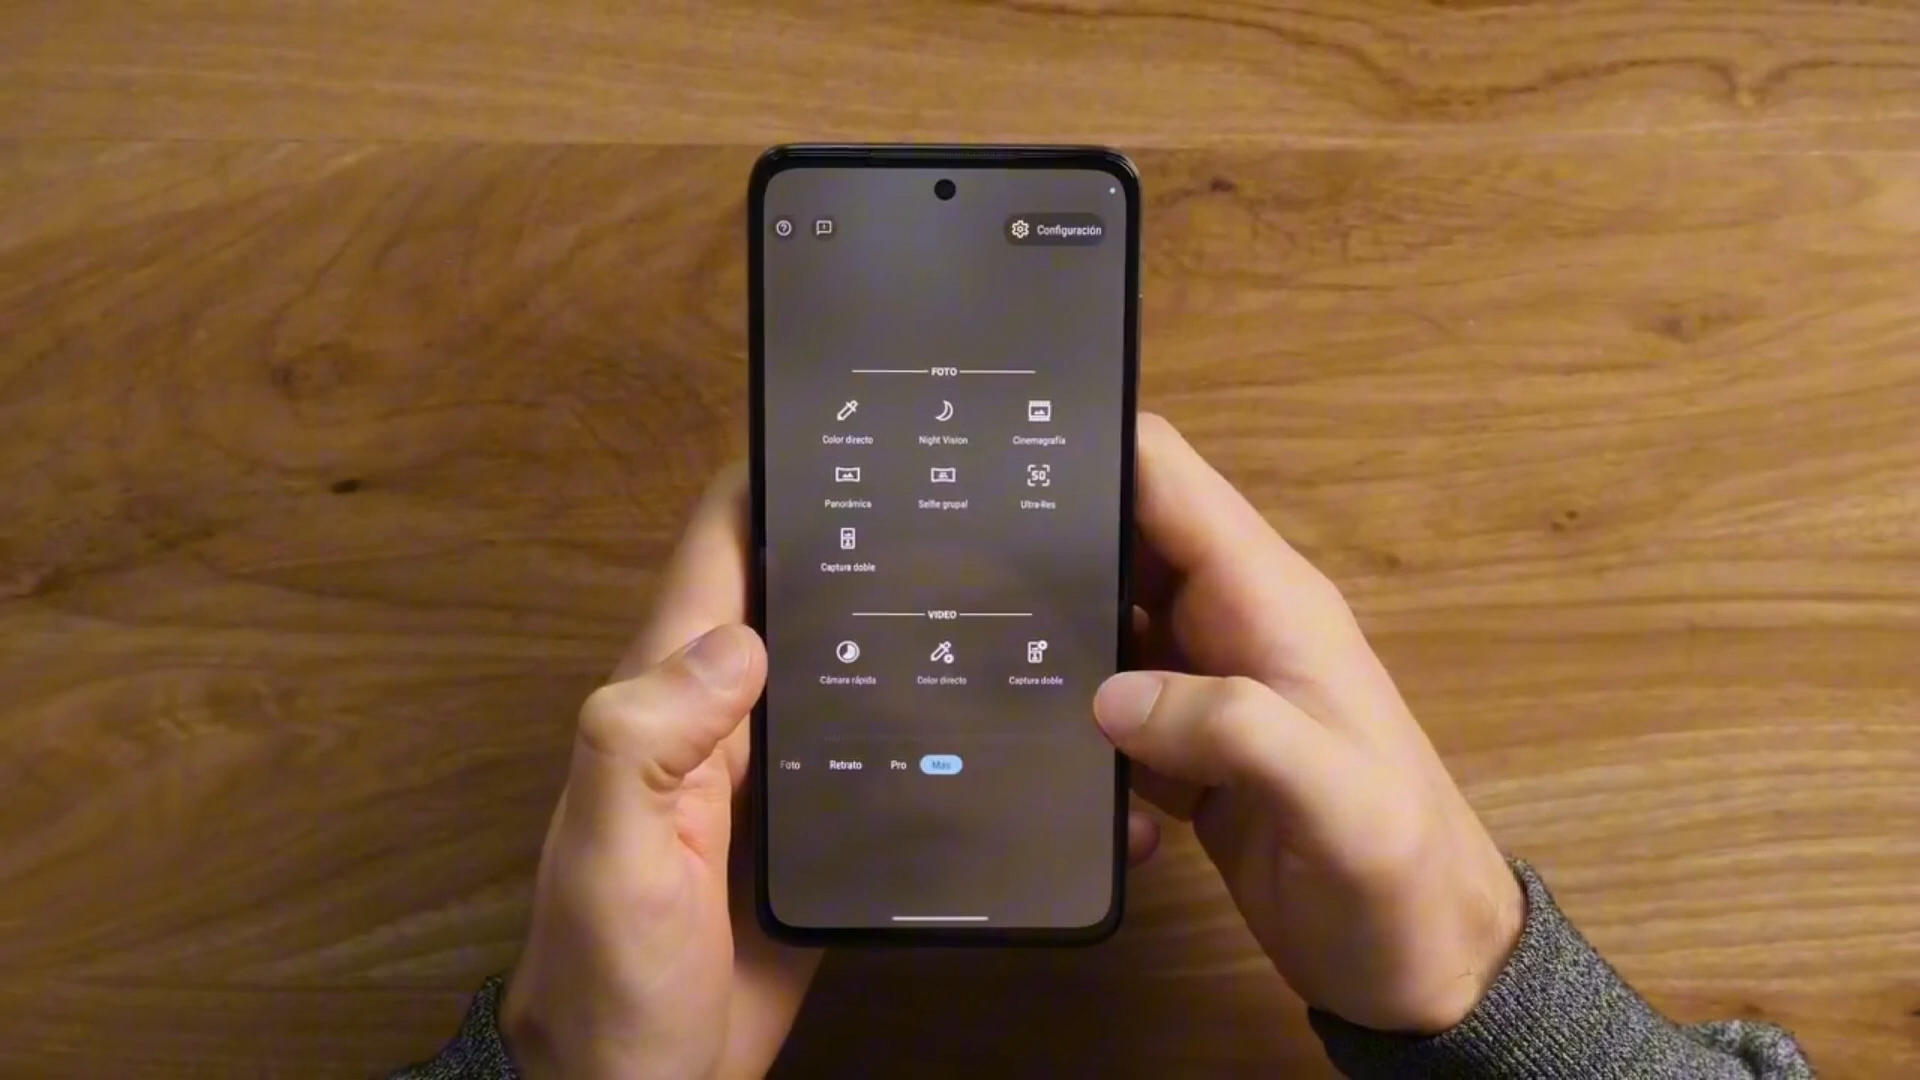 Configuración
FOTO
Color directo
Night Vision
Cinemagrafía
50
Panorámica
Selfie grupal
Ultra-Res
Captura doble
VIDEO
Cámara rápida
Color directo
Captura doble
Foto
Retrato
Pro
Más